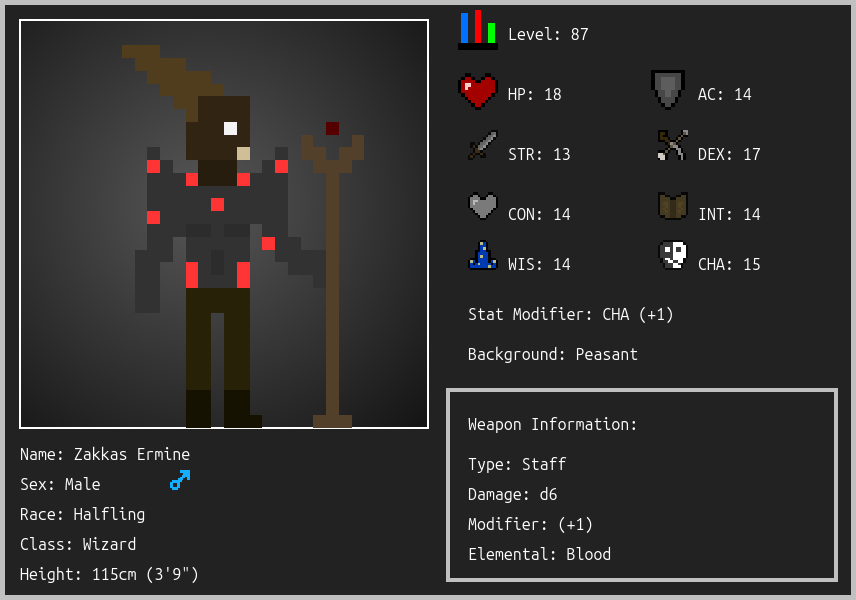 Level: 87
HP: 18
AC: 14
STR: 13
DEX: 17
CON: 14
INT: 14
WIS: 14
CHA: 15
Stat Modifier: CHA (+1)
Background: Peasant
Weapon Information:
Type: Staff
Damage: d6
Modifier: (+1)
Elemental: Blood
Name: Zakkas Ermine
Sex: Male
Race: Halfling
Class: Wizard
Height: 115cm (3'9")